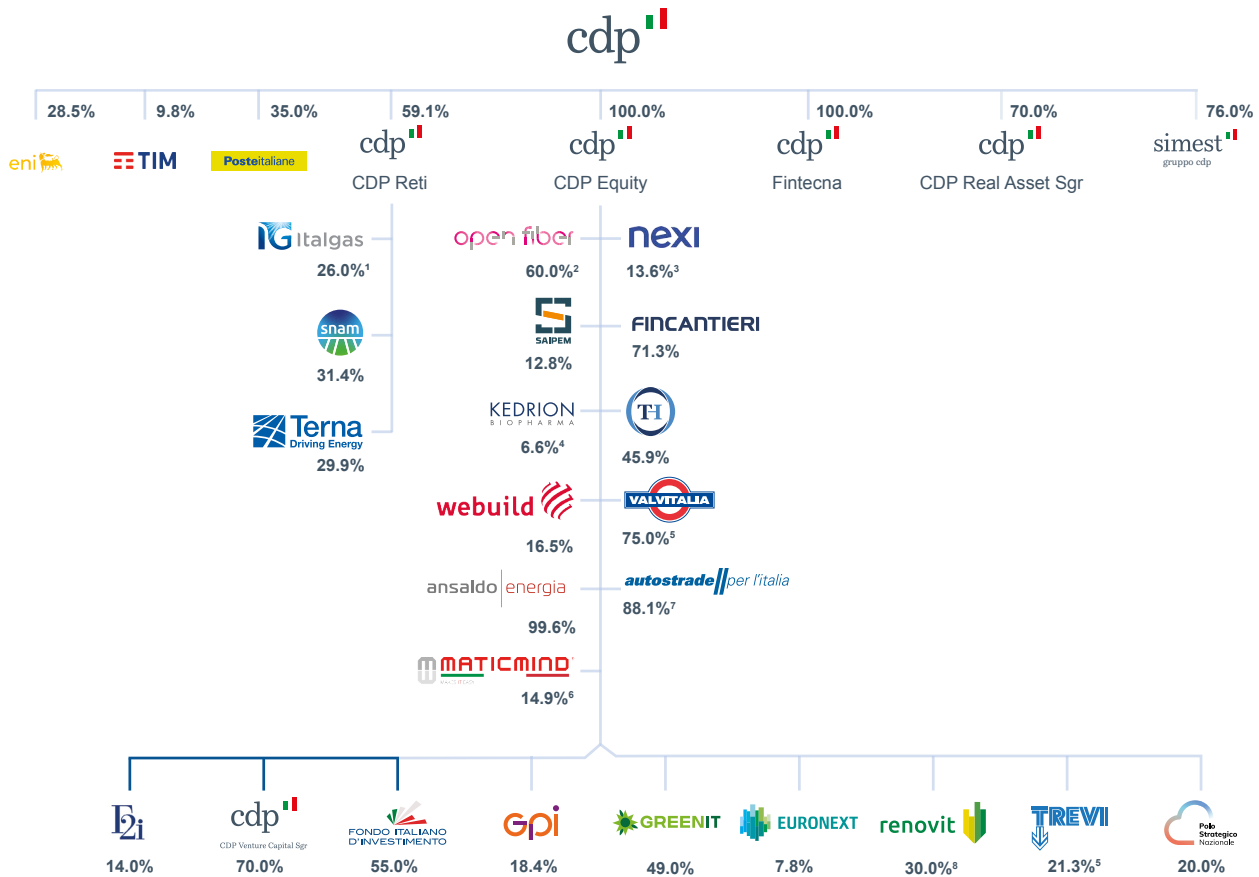 cdp
28.5%
9.8%
35.0%
59.1%
100.0%
100.0%
70.0%
76.0%
eni
TIM
Posteitaliane
cdp
CDP Reti
cdp
CDP Equity
cdp
Fintecna
cdp
CDP Real Asset Sgr
simest
gruppo cdp
IG Italgas
26.0%¹
snam
31.4%
Terna
Driving Energy
29.9%
open fiber
60.0%²
nexi
13.6%³
SAIPEM
12.8%
FINCANTIERI
71.3%
KEDRION
BIOPHARMA
6.6%⁴
TH
45.9%
webuild
16.5%
VALVITALIA
75.0%⁵
ansaldo energia
99.6%
autostrade//per l'italia
88.1%⁷
MATICMIND
14.9%⁶
F2i
14.0%
cdp
CDP Venture Capital Sgr
70.0%
FONDO ITALIANO
D'INVESTIMENTO
55.0%
GPI
18.4%
GREENIT
49.0%
EURONEXT
7.8%
renovit
30.0%⁸
TREVI
21.3%⁵
Polo
Strategico
Nazionale
20.0%